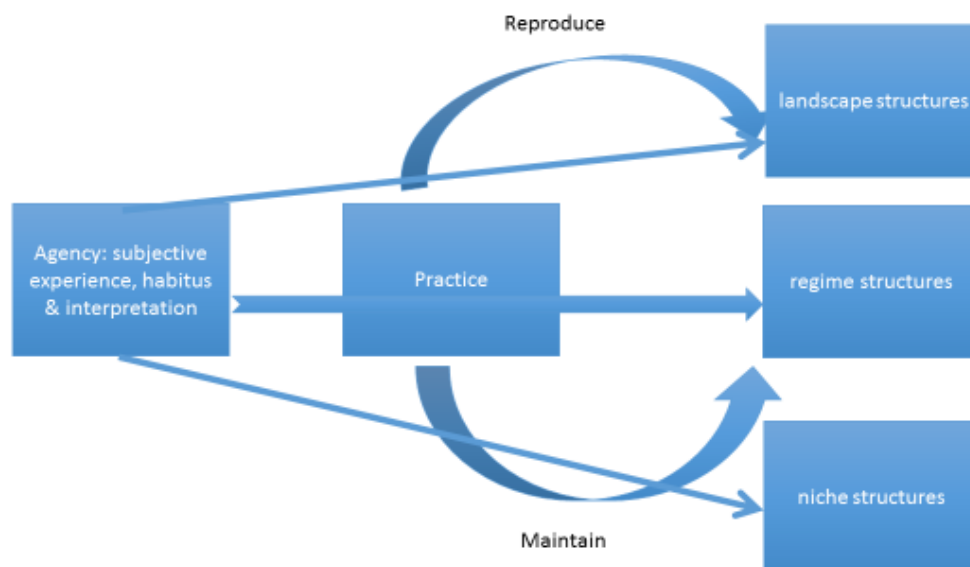 Reproduce
landscape structures
Agency: subjective
experience, habitus
& interpretation
Practice
regime structures
niche structures
Maintain